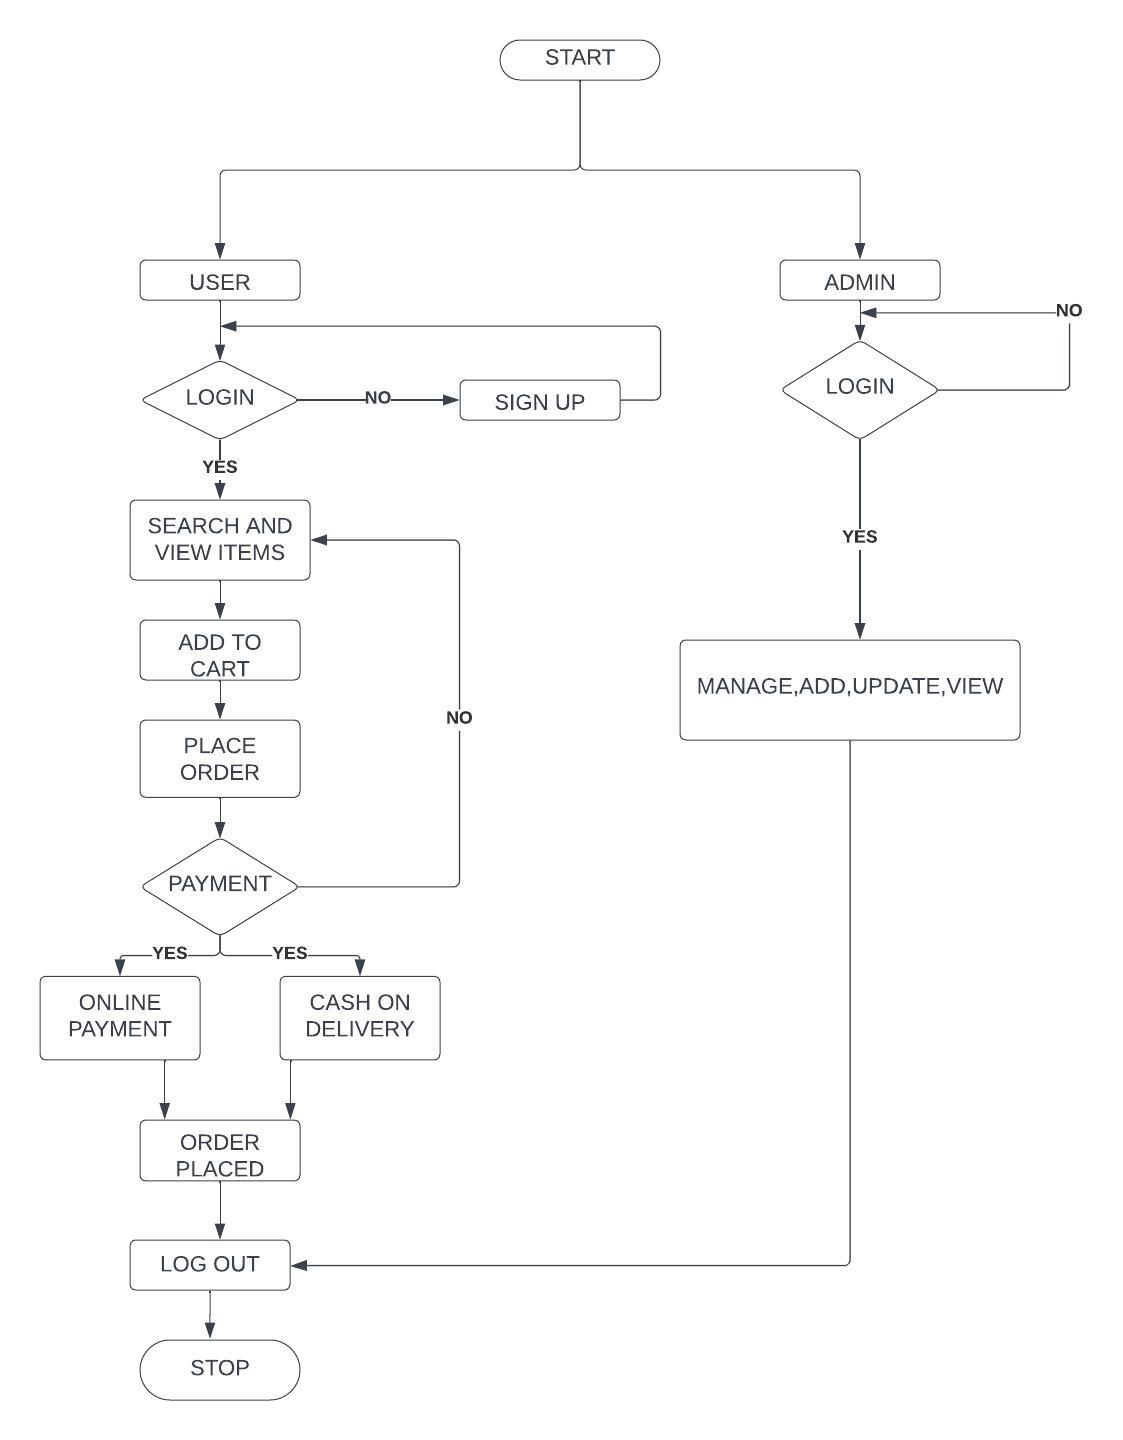 START
USER
ADMIN
NO
LOGIN
NO
SIGN UP
LOGIN
YES
SEARCH AND
VIEW ITEMS
YES
ADD TO
CART
MANAGE,ADD,UPDATE,VIEW
NO
PLACE
ORDER
PAYMENT
YES
YES
ONLINE
PAYMENT
CASH ON
DELIVERY
ORDER
PLACED
LOG OUT
STOP